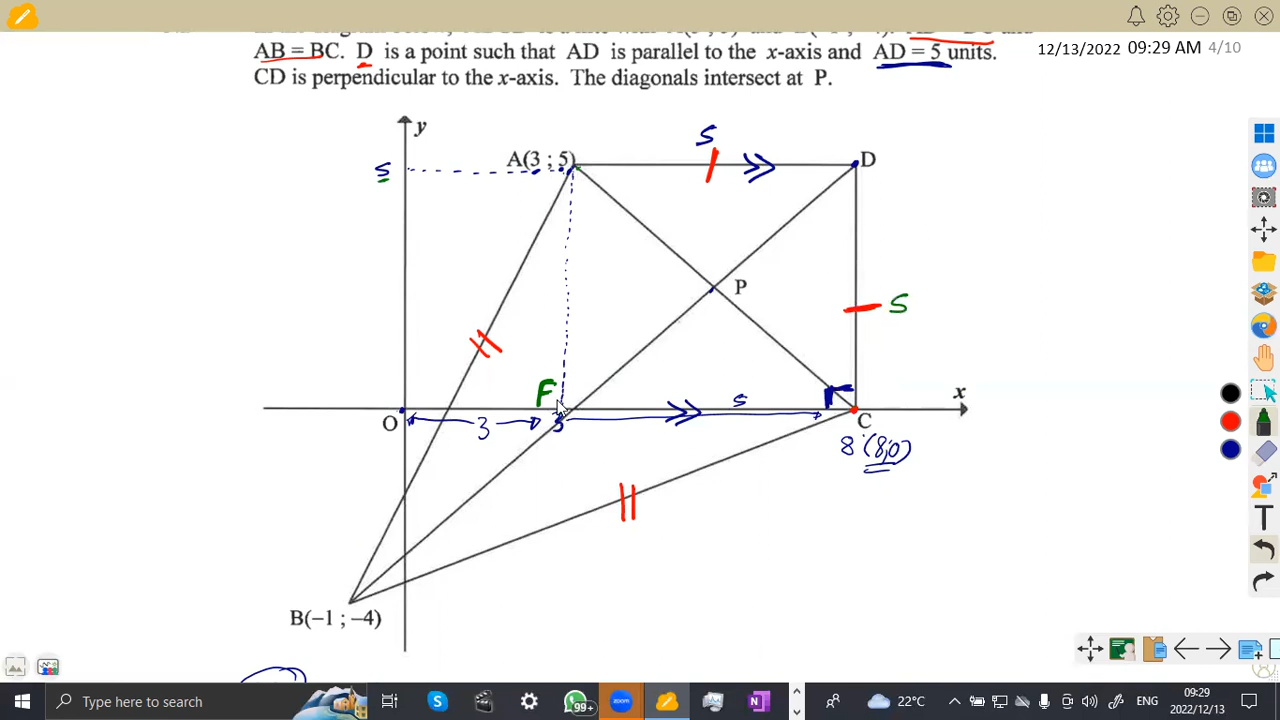 12/13/2022 09:29 AM 4/10
AB = BC. D is a point such that AD is parallel to the x-axis and AD = 5 units.
CD is perpendicular to the x-axis. The diagonals intersect at P.
y
5
A(3 ; 5)
5
D
P
5
F
5
x
O
3
3
C
8 (8;0)
B(−1 ; −4)
T
Type here to search
99+
zoom
22°C
ENG
09:29
2022/12/13